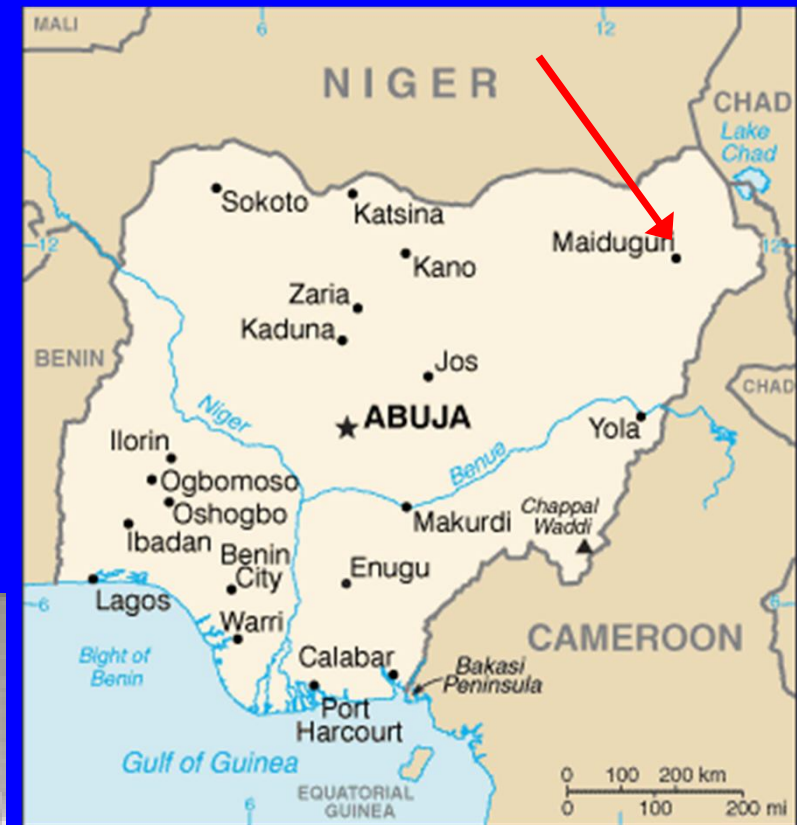 MALI
6
12
NIGER
CHAD
Lake
Chad
Sokoto
Katsina
12
Maiduguri
12
Kano
Zaria
Kaduna
BENIN
Jos
CHAD
Niger
ABUJA
Yola
Ilorin
Benue
Ogbomoso
Oshogbo
Chappal
Waddi
Makurdi
Ibadan
Benin
City
Enugu
6
Lagos
6
Warri
CAMEROON
Bight of
Benin
Calabar
Bakasi
Peninsula
Port
Harcourt
Gulf of Guinea
EQUATORIAL
GUINEA
6
0 100 200 km
0 100 200 mi